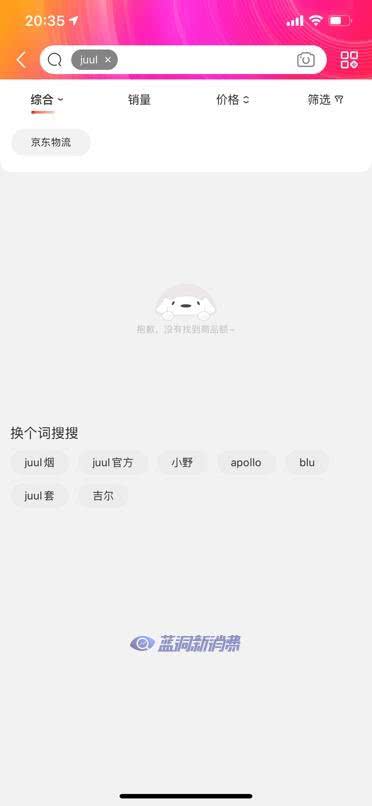 20:35
juul ×
综合 销量 价格 筛选
京东物流
抱歉，没有找到商品额~
换个词搜搜
juul烟 juul官方 小野 apollo blu
juul套 吉尔
蓝洞新消费